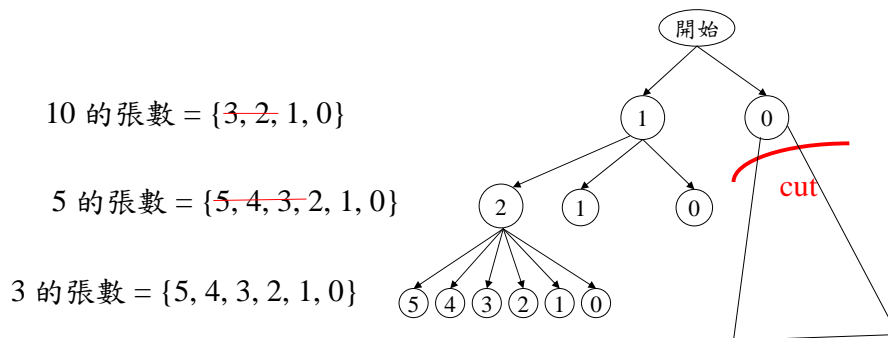 開始
10 的張數 = {3, 2, 1, 0}
1 0
cut
5 的張數 = {5, 4, 3, 2, 1, 0}
2 1 0
3 的張數 = {5, 4, 3, 2, 1, 0}
5 4 3 2 1 0